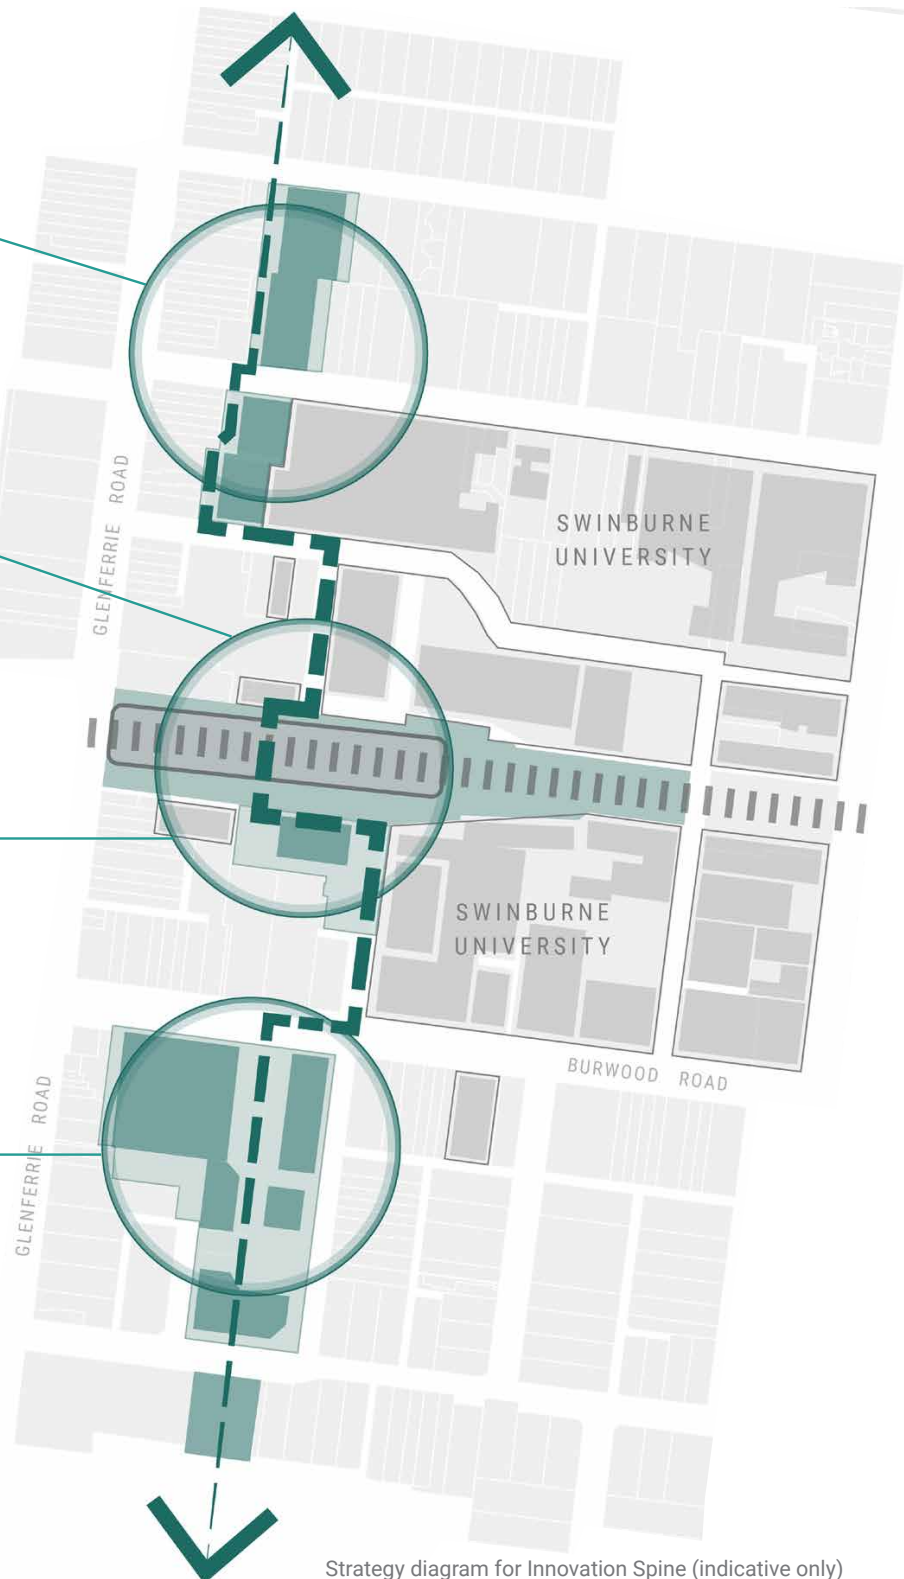 GLENFERRIE ROAD
SWINBURNE
UNIVERSITY
SWINBURNE
UNIVERSITY
BURWOOD ROAD
GLENFERRIE ROAD
Strategy diagram for Innovation Spine (indicative only)